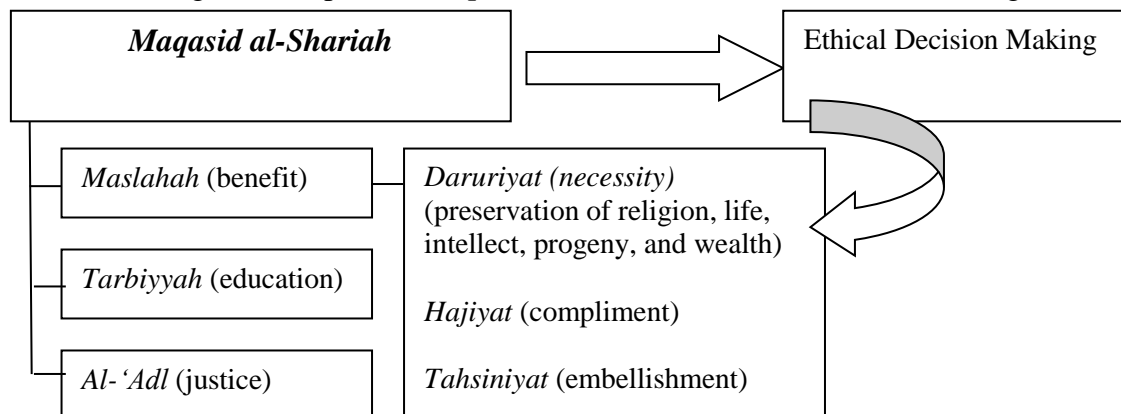 Maqasid al-Shariah
Ethical Decision Making
Maslahah (benefit)
Daruriyat (necessity)
(preservation of religion, life,
intellect, progeny, and wealth)
Tarbiyyah (education)
Hajiyat (compliment)
Al-‘Adl (justice)
Tahsiniyat (embellishment)